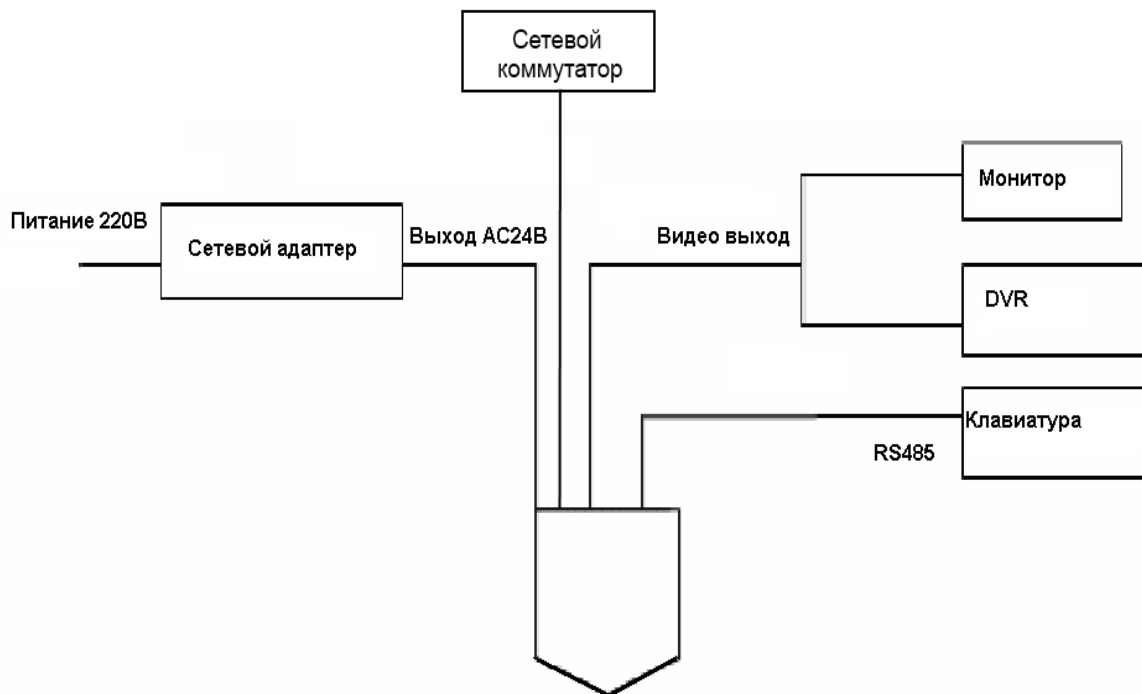 Сетевой
коммутатор
Монитор
Питание 220В
Сетевой адаптер
Выход AC24В
Видео выход
DVR
Клавиатура
RS485